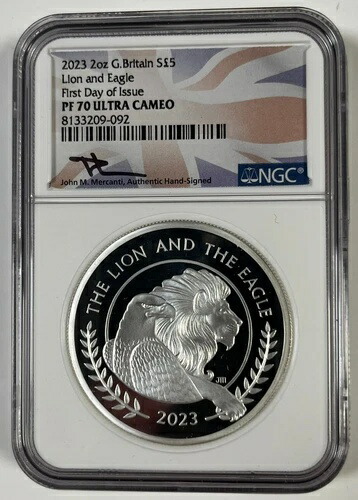 2023 2oz G.Britain S£5
Lion and Eagle
First Day of Issue
PF 70 ULTRA CAMEO
8133209-092
John M. Mercanti, Authentic Hand-Signed
NGC
THE LION AND THE EAGLE
JM
2023